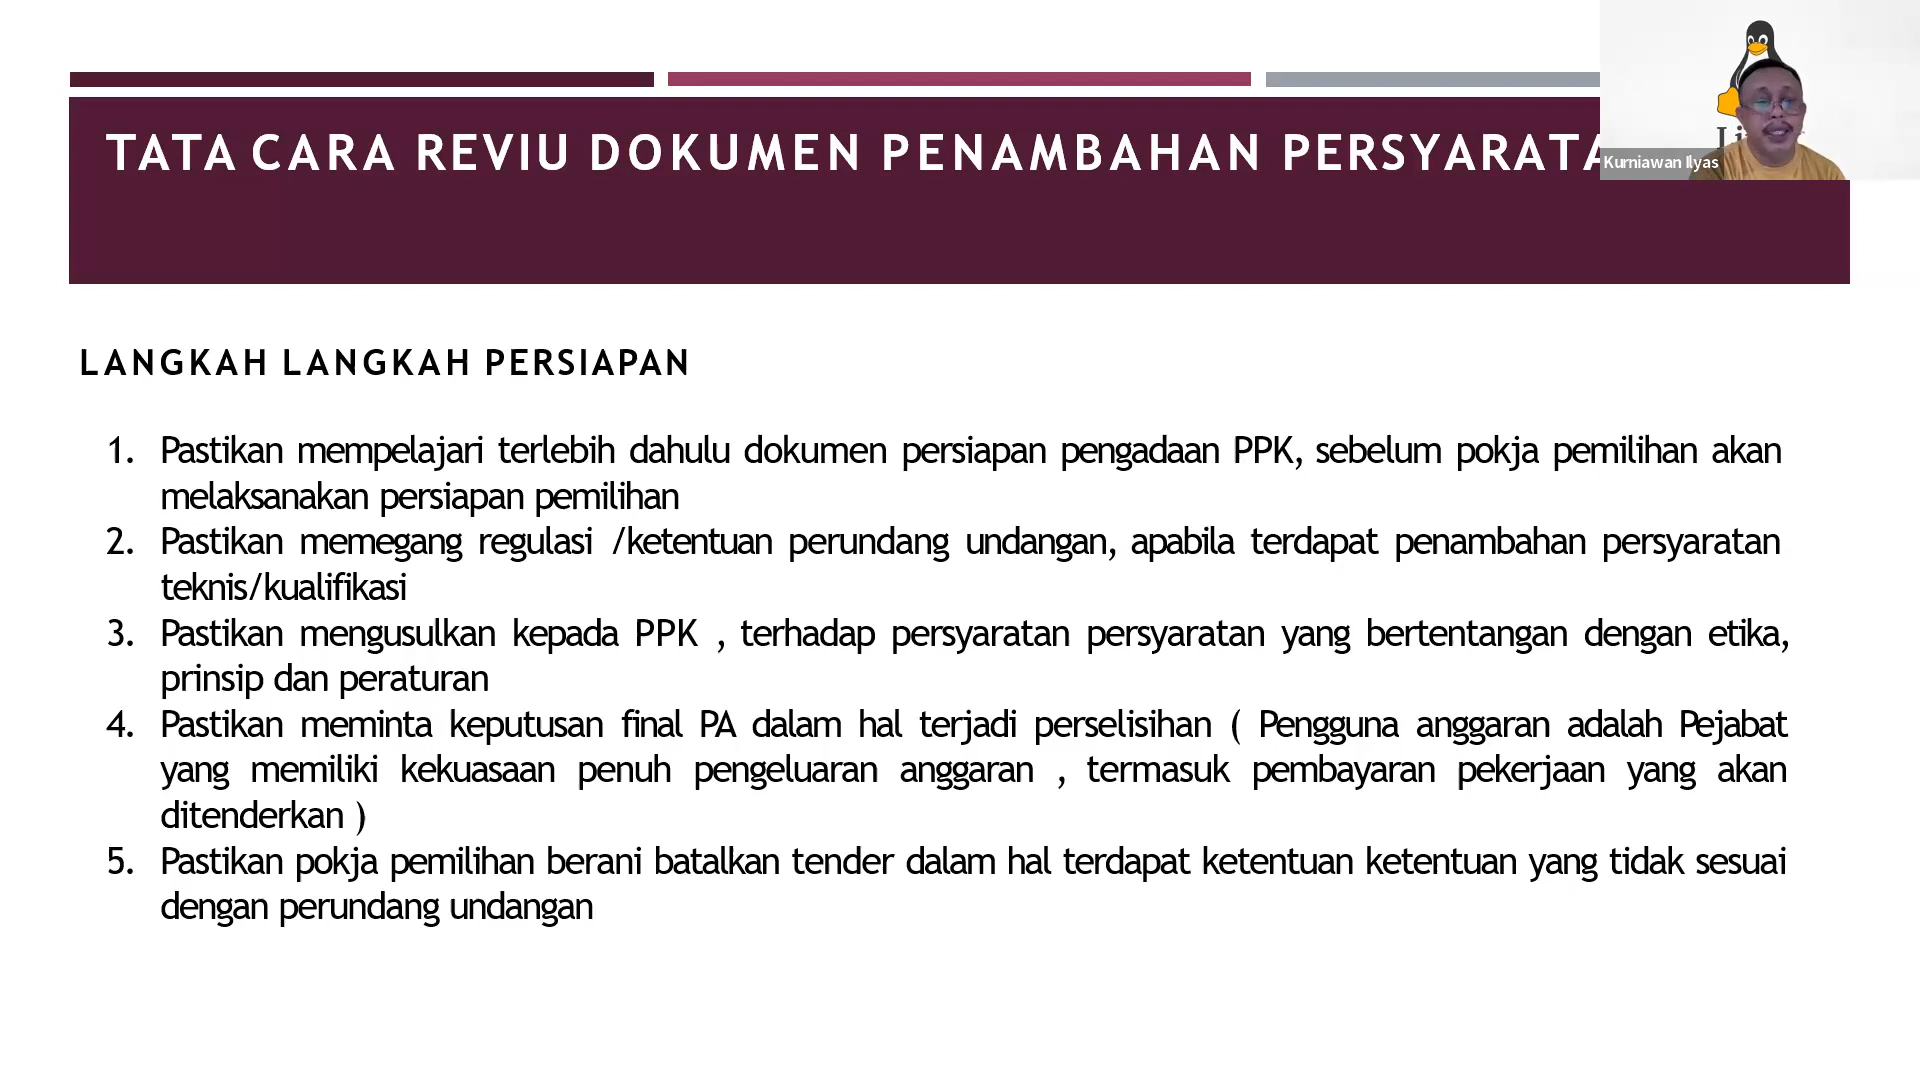 TATA CARA REVIU DOKUMEN PENAMBAHAN
Kurniawan Ilyas
LANGKAH LANGKAH PERSIAPAN
1. Pastikan mempelajari terlebih dahulu dokumen persiapan pengadaan PPK, sebelum pokja pemilihan akan
melaksanakan persiapan pemilihan
2. Pastikan memegang regulasi /ketentuan perundang undangan, apabila terdapat penambahan persyaratan
teknis/kualifikasi
3. Pastikan mengusulkan kepada PPK , terhadap persyaratan persyaratan yang bertentangan dengan etika,
prinsip dan peraturan
4. Pastikan meminta keputusan final PA dalam hal terjadi perselisihan ( Pengguna anggaran adalah Pejabat
yang memiliki kekuasaan penuh pengeluaran anggaran , termasuk pembayaran pekerjaan yang akan
ditenderkan )
5. Pastikan pokja pemilihan berani batalkan tender dalam hal terdapat ketentuan ketentuan yang tidak sesuai
dengan perundang undangan